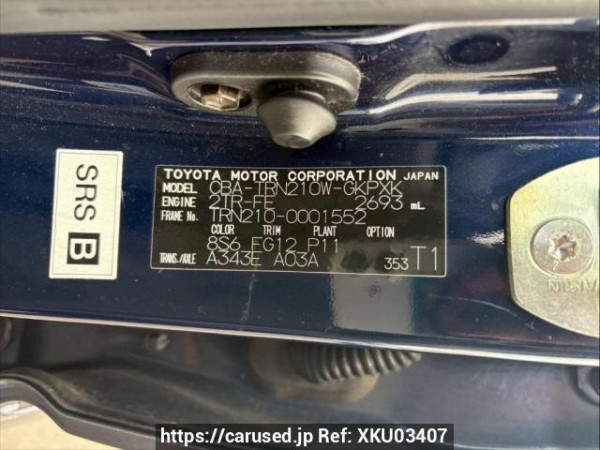 SRS B
TOYOTA MOTOR CORPORATION JAPAN
MODEL CBA-TRN210W-GKPXK
ENGINE 2TR-FE 2693 mL
FRAME No. TRN210-0001552
COLOR TRIM PLANT OPTION
8S6 FG12 P11
TRANS./AXLE A343E A03A 353 T1
https://carused.jp Ref: XKU03407